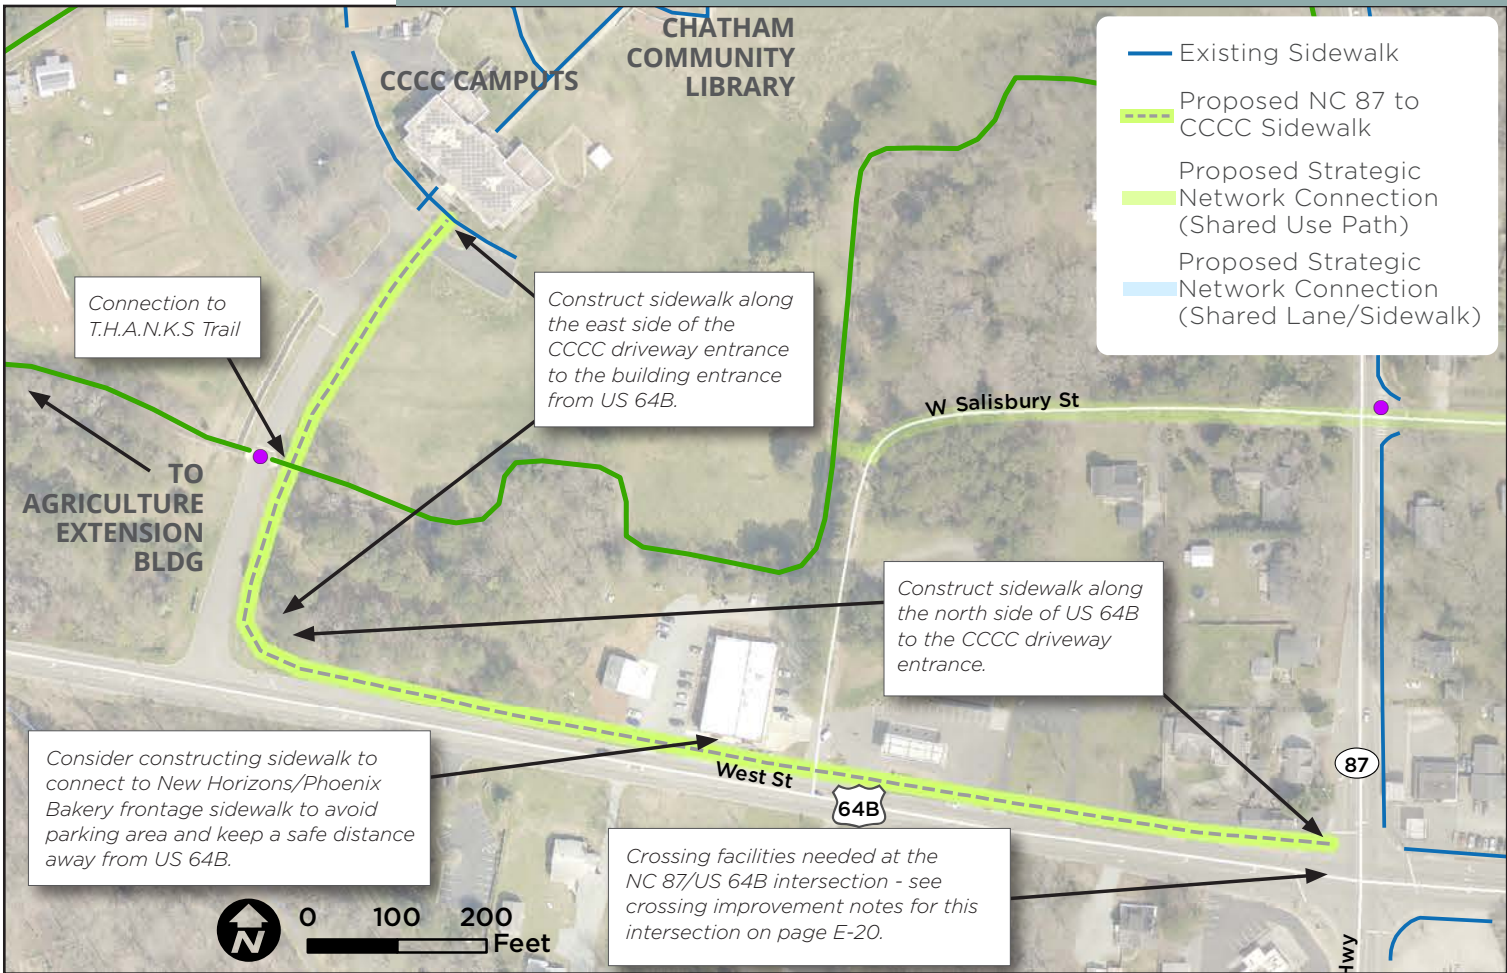 CHATHAM
COMMUNITY
LIBRARY
CCCC CAMPUTS
Existing Sidewalk
Proposed NC 87 to
CCCC Sidewalk
Proposed Strategic
Network Connection
(Shared Use Path)
Proposed Strategic
Network Connection
(Shared Lane/Sidewalk)
Connection to
T.H.A.N.K.S Trail
Construct sidewalk along
the east side of the
CCCC driveway entrance
to the building entrance
from US 64B.
W Salisbury St
TO
AGRICULTURE
EXTENSION
BLDG
Construct sidewalk along
the north side of US 64B
to the CCCC driveway
entrance.
Consider constructing sidewalk to
connect to New Horizons/Phoenix
Bakery frontage sidewalk to avoid
parking area and keep a safe distance
away from US 64B.
West St
64B
87
Crossing facilities needed at the
NC 87/US 64B intersection - see
crossing improvement notes for this
intersection on page E-20.
N
0 100 200
Feet
Hwy